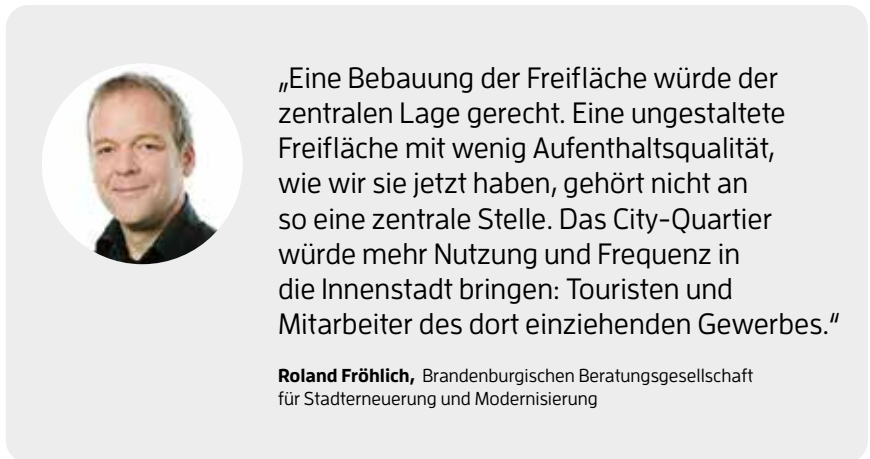 „Eine Bebauung der Freifläche würde der
zentralen Lage gerecht. Eine ungestaltete
Freifläche mit wenig Aufenthaltsqualität,
wie wir sie jetzt haben, gehört nicht an
so eine zentrale Stelle. Das City-Quartier
würde mehr Nutzung und Frequenz in
die Innenstadt bringen: Touristen und
Mitarbeiter des dort einziehenden Gewerbes.“
Roland Fröhlich, Brandenburgischen Beratungsgesellschaft
für Stadterneuerung und Modernisierung